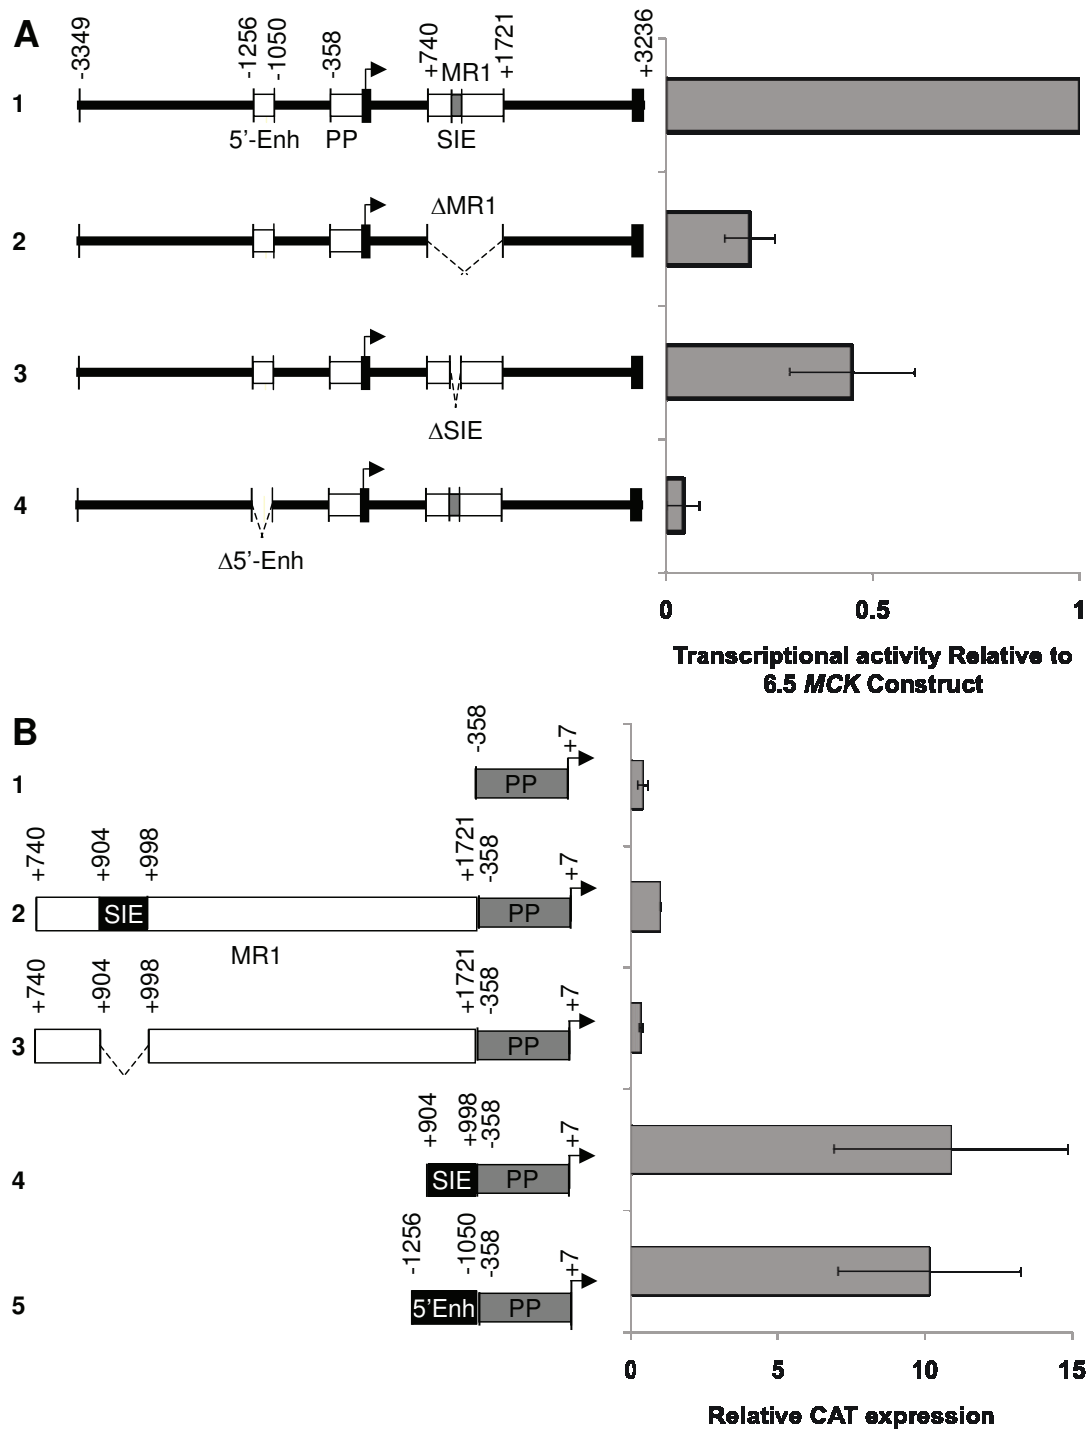 A
-3349
-1256
-1050
-358
+740
MR1
+1721
+3236
1
5'-Enh
PP
SIE
2
ΔMR1
3
ΔSIE
4
Δ5'-Enh
0
0.5
1
Transcriptional activity Relative to
6.5 MCK Construct
B
-358
+7
1
PP
+740
+904
+998
+1721
-358
+7
2
SIE
PP
MR1
+740
+904
+998
+1721
-358
+7
3
PP
+904
+998
-358
+7
4
SIE
PP
-1256
-1050
-358
+7
5
5'Enh
PP
0
5
10
15
Relative CAT expression